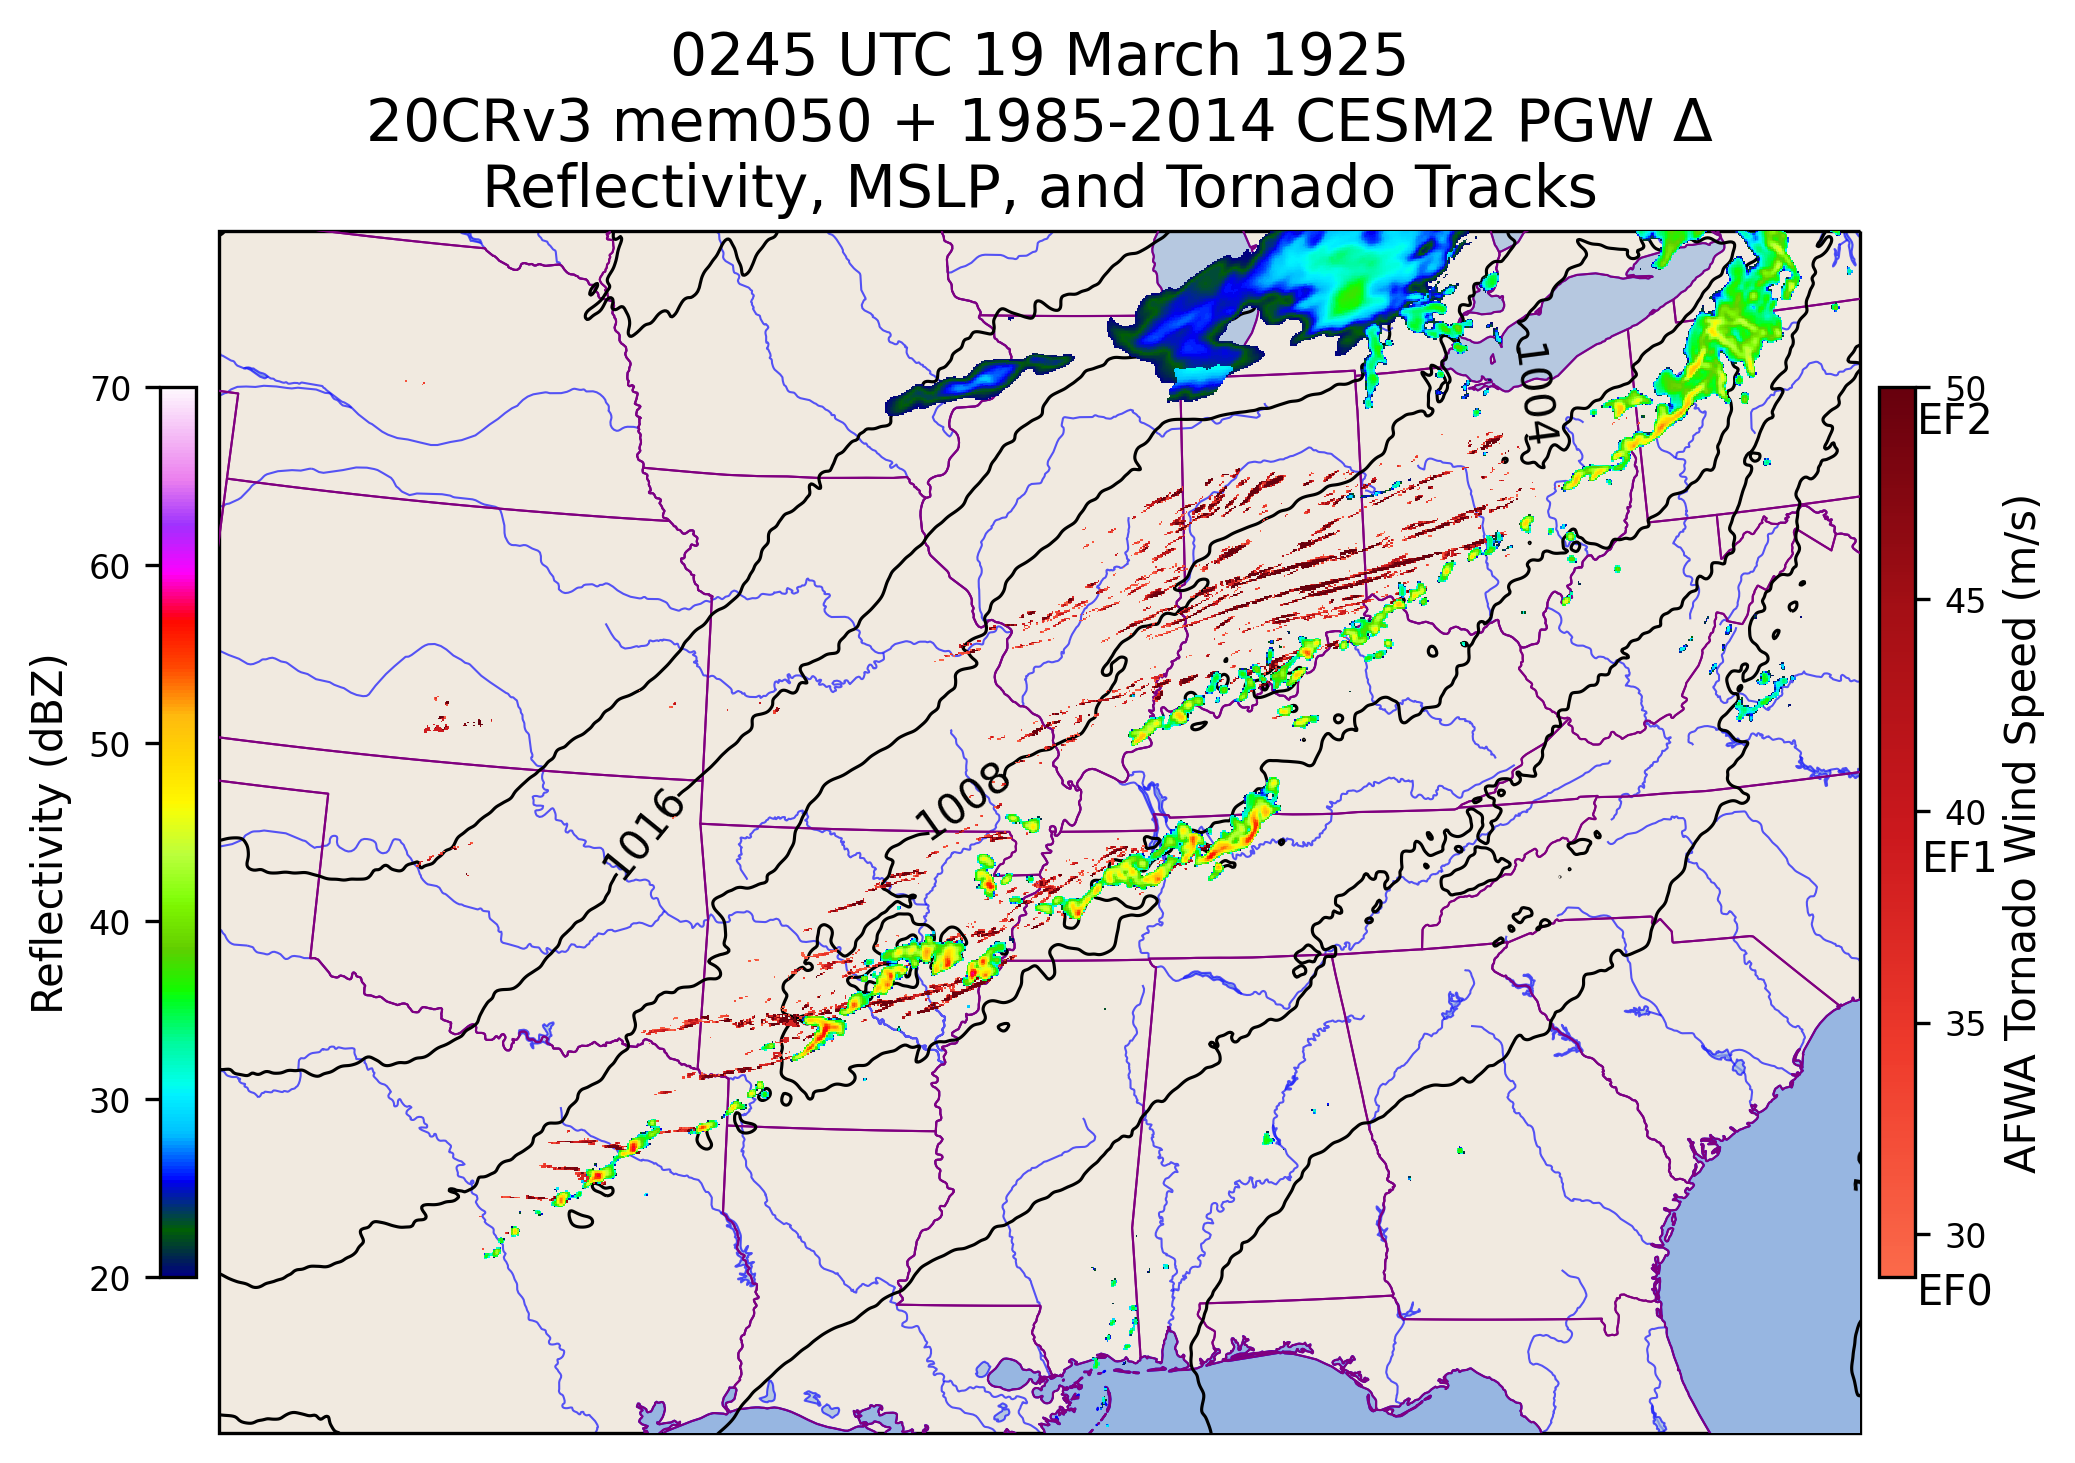 0245 UTC 19 March 1925
20CRv3 mem050 + 1985-2014 CESM2 PGW Δ
Reflectivity, MSLP, and Tornado Tracks
70
60
50
40
30
20
Reflectivity (dBZ)
1004
1008
1016
50
EF2
45
40
EF1
35
30
EF0
AFWA Tornado Wind Speed (m/s)